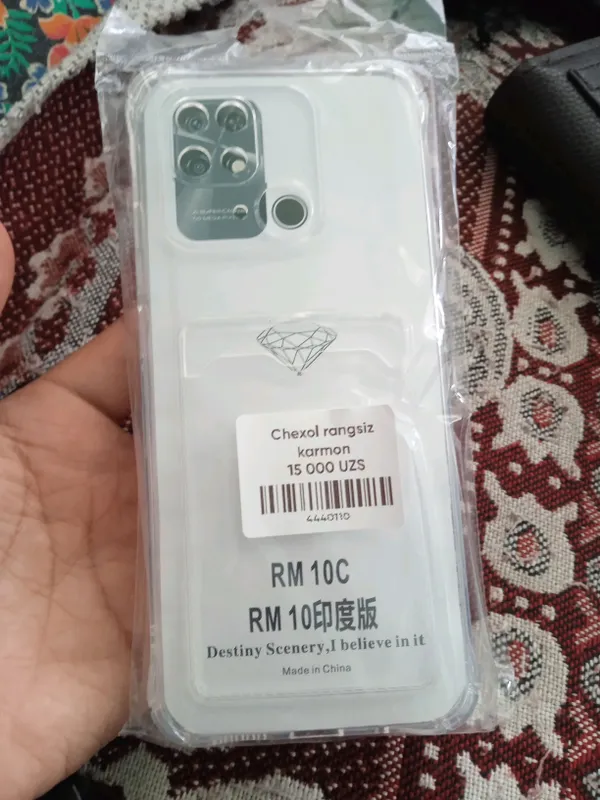 Chexol rangsiz
karmon
15 000 UZS
4440110
RM 10C
RM 10印度版
Destiny Scenery,I believe in it
Made in China